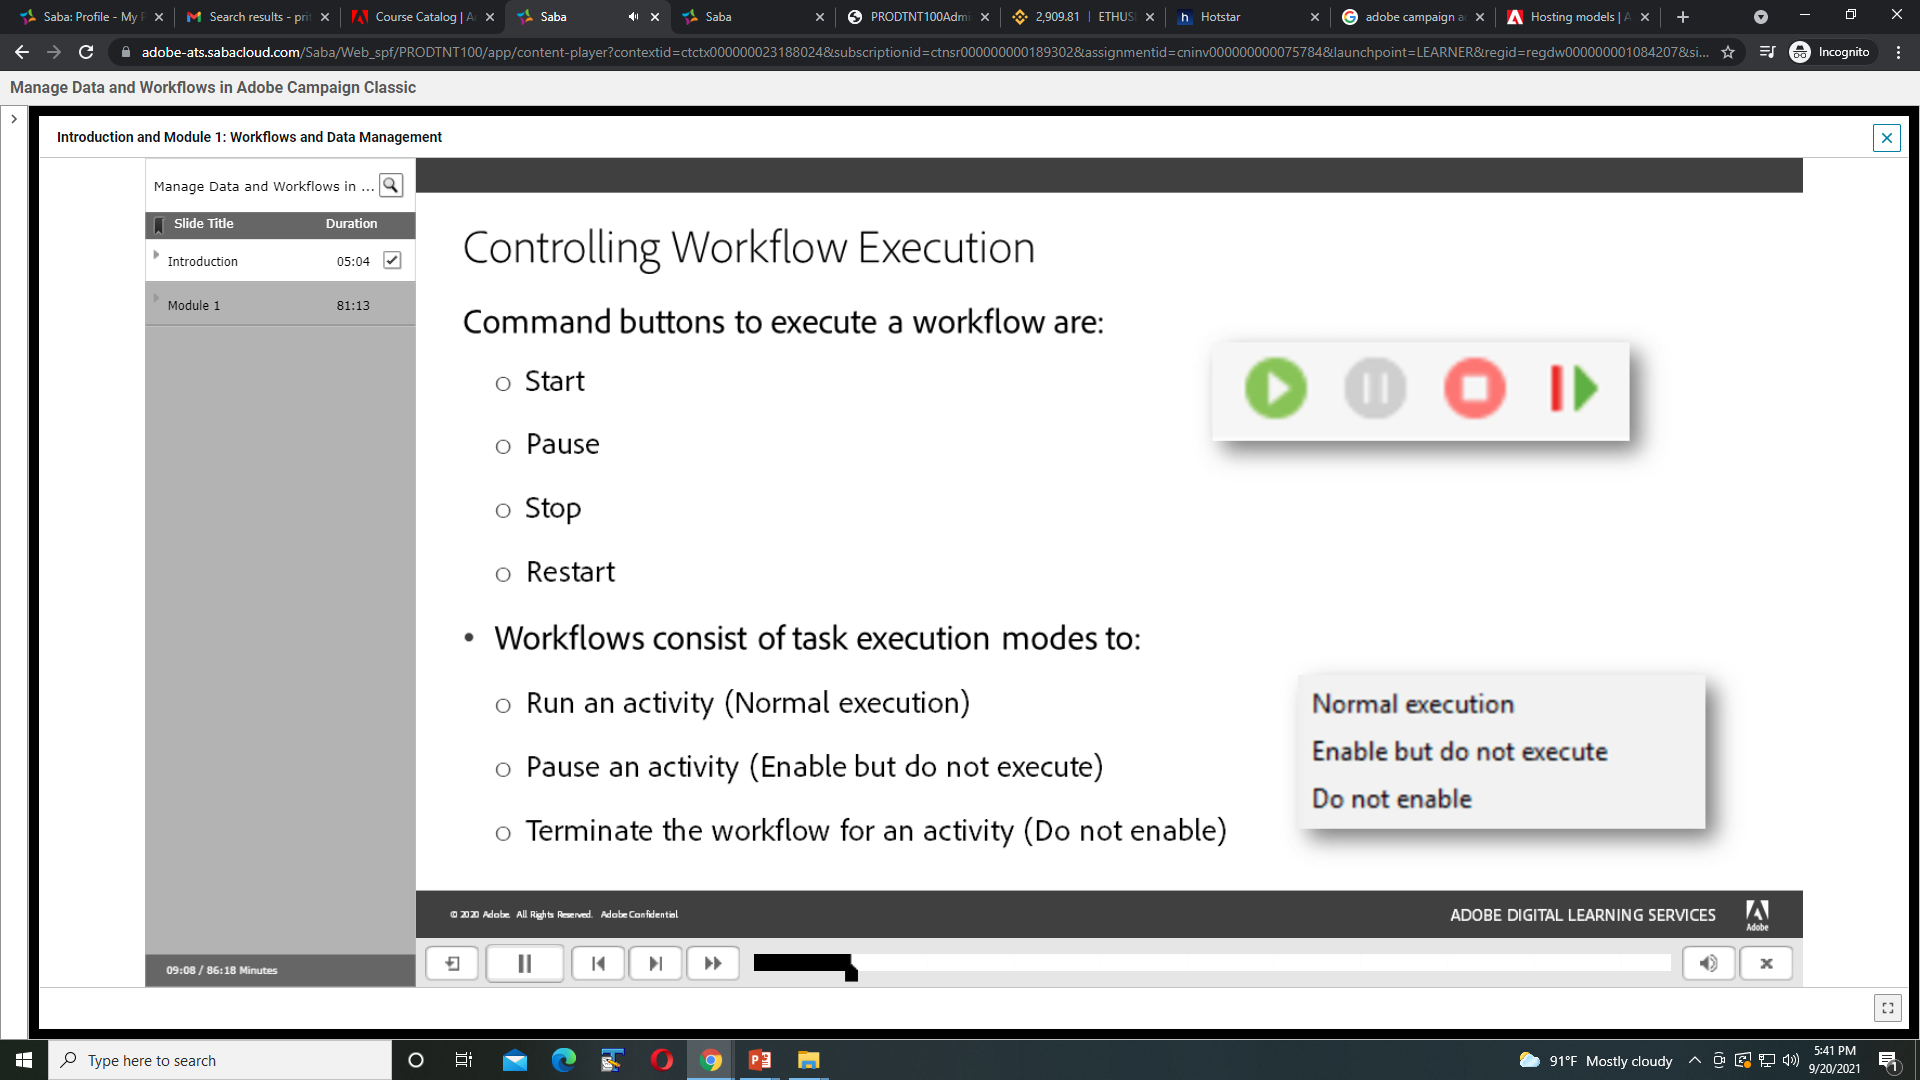 Saba: Profile - My P
Search results - pri
Course Catalog | A
Saba
Saba
PRODTNT100Admi
2,909.81 | ETHUS
Hotstar
adobe campaign a
Hosting models | A
adobe-ats.sabacloud.com/Saba/Web_spf/PRODTNT100/app/content-player?contextid=ctctx000000023188024&subscriptionid=ctnsr0000000000189302&assignmentid=cninv000000000075784&launchpoint=LEARNER&regid=regdw000000001084207&si...
Incognito
Manage Data and Workflows in Adobe Campaign Classic
Introduction and Module 1: Workflows and Data Management
Manage Data and Workflows in ...
Slide Title Duration
Introduction 05:04
Module 1 81:13
Controlling Workflow Execution
Command buttons to execute a workflow are:
Start
Pause
Stop
Restart
• Workflows consist of task execution modes to:
Run an activity (Normal execution)
Pause an activity (Enable but do not execute)
Terminate the workflow for an activity (Do not enable)
Normal execution
Enable but do not execute
Do not enable
© 2020 Adobe. All Rights Reserved. Adobe Confidential
ADOBE DIGITAL LEARNING SERVICES
Adobe
09:08 / 86:18 Minutes
Type here to search
91°F Mostly cloudy
5:41 PM
9/20/2021
1